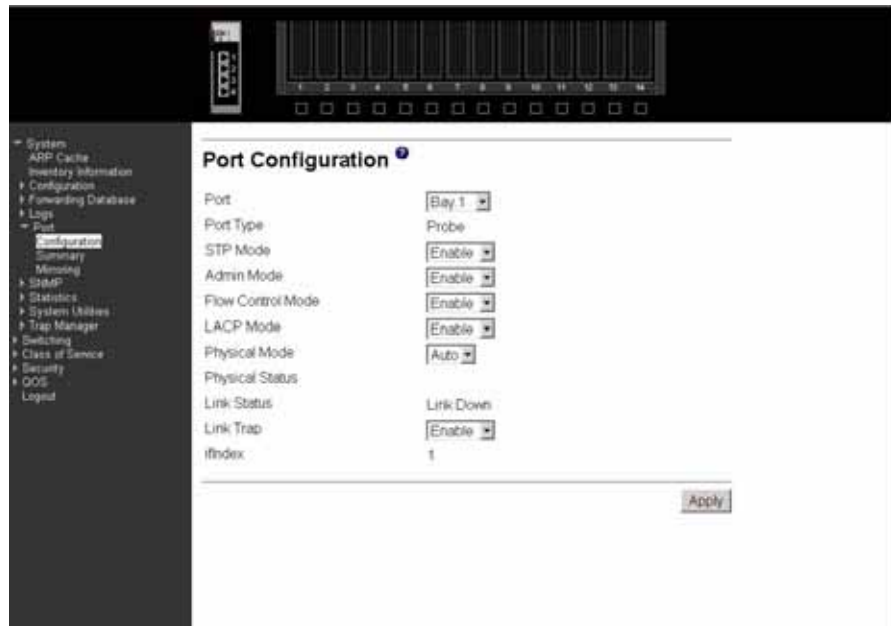 1 2 3 4 5 6 7 8 9 10 11 12 13 14
System
ARP Cache
Inventory Information
Configuration
Forwarding Database
Logs
Port
Configuration
Summary
Mirroring
SNMP
Statistics
System Utilities
Trap Manager
Switching
Class of Service
Security
QOS
Logout
Port Configuration ?
Port Bay 1
Port Type Probe
STP Mode Enable
Admin Mode Enable
Flow Control Mode Enable
LACP Mode Enable
Physical Mode Auto
Physical Status
Link Status Link Down
Link Trap Enable
ifIndex 1
Apply